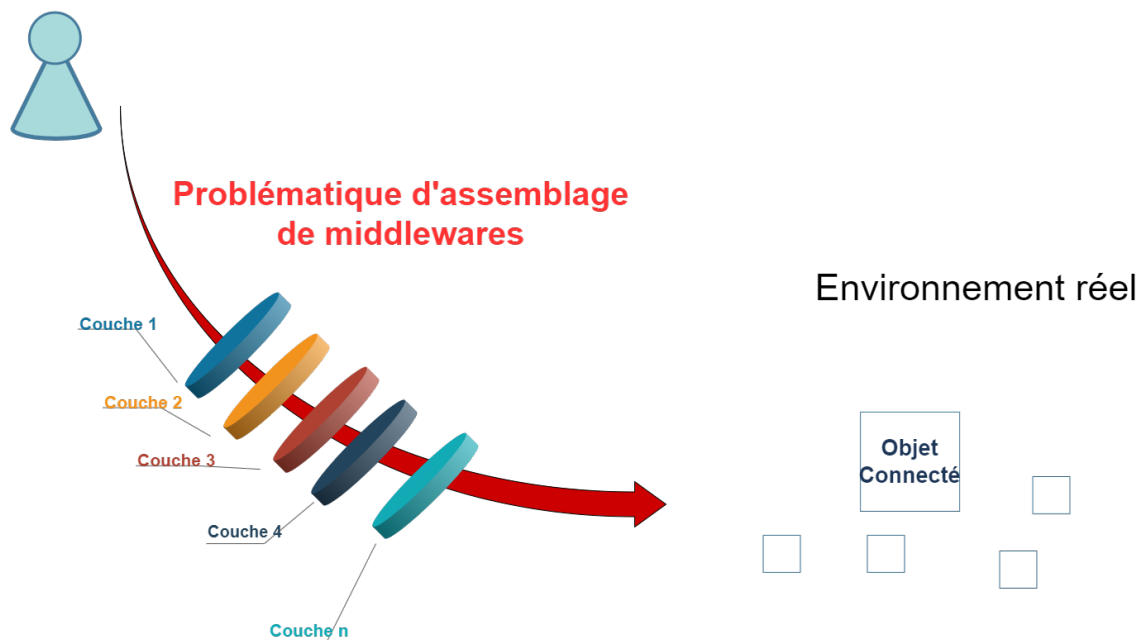 Problématique d'assemblage
de middlewares
Environnement réel
Couche 1
Couche 2
Couche 3
Couche 4
Couche n
Objet
Connecté